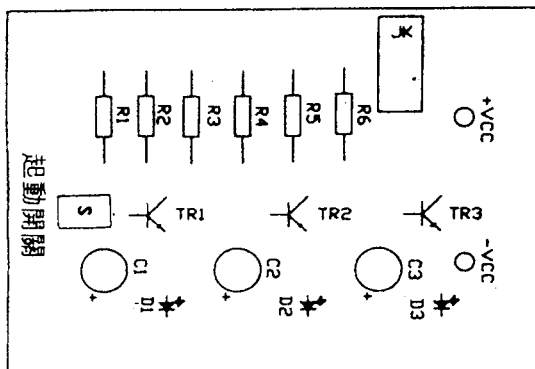 JK
R1 R2 R3 R4 R5 R6
+VCC
起動開關
S
TR1 TR2 TR3
-VCC
C1 C2 C3
+ + +
D1 D2 D3